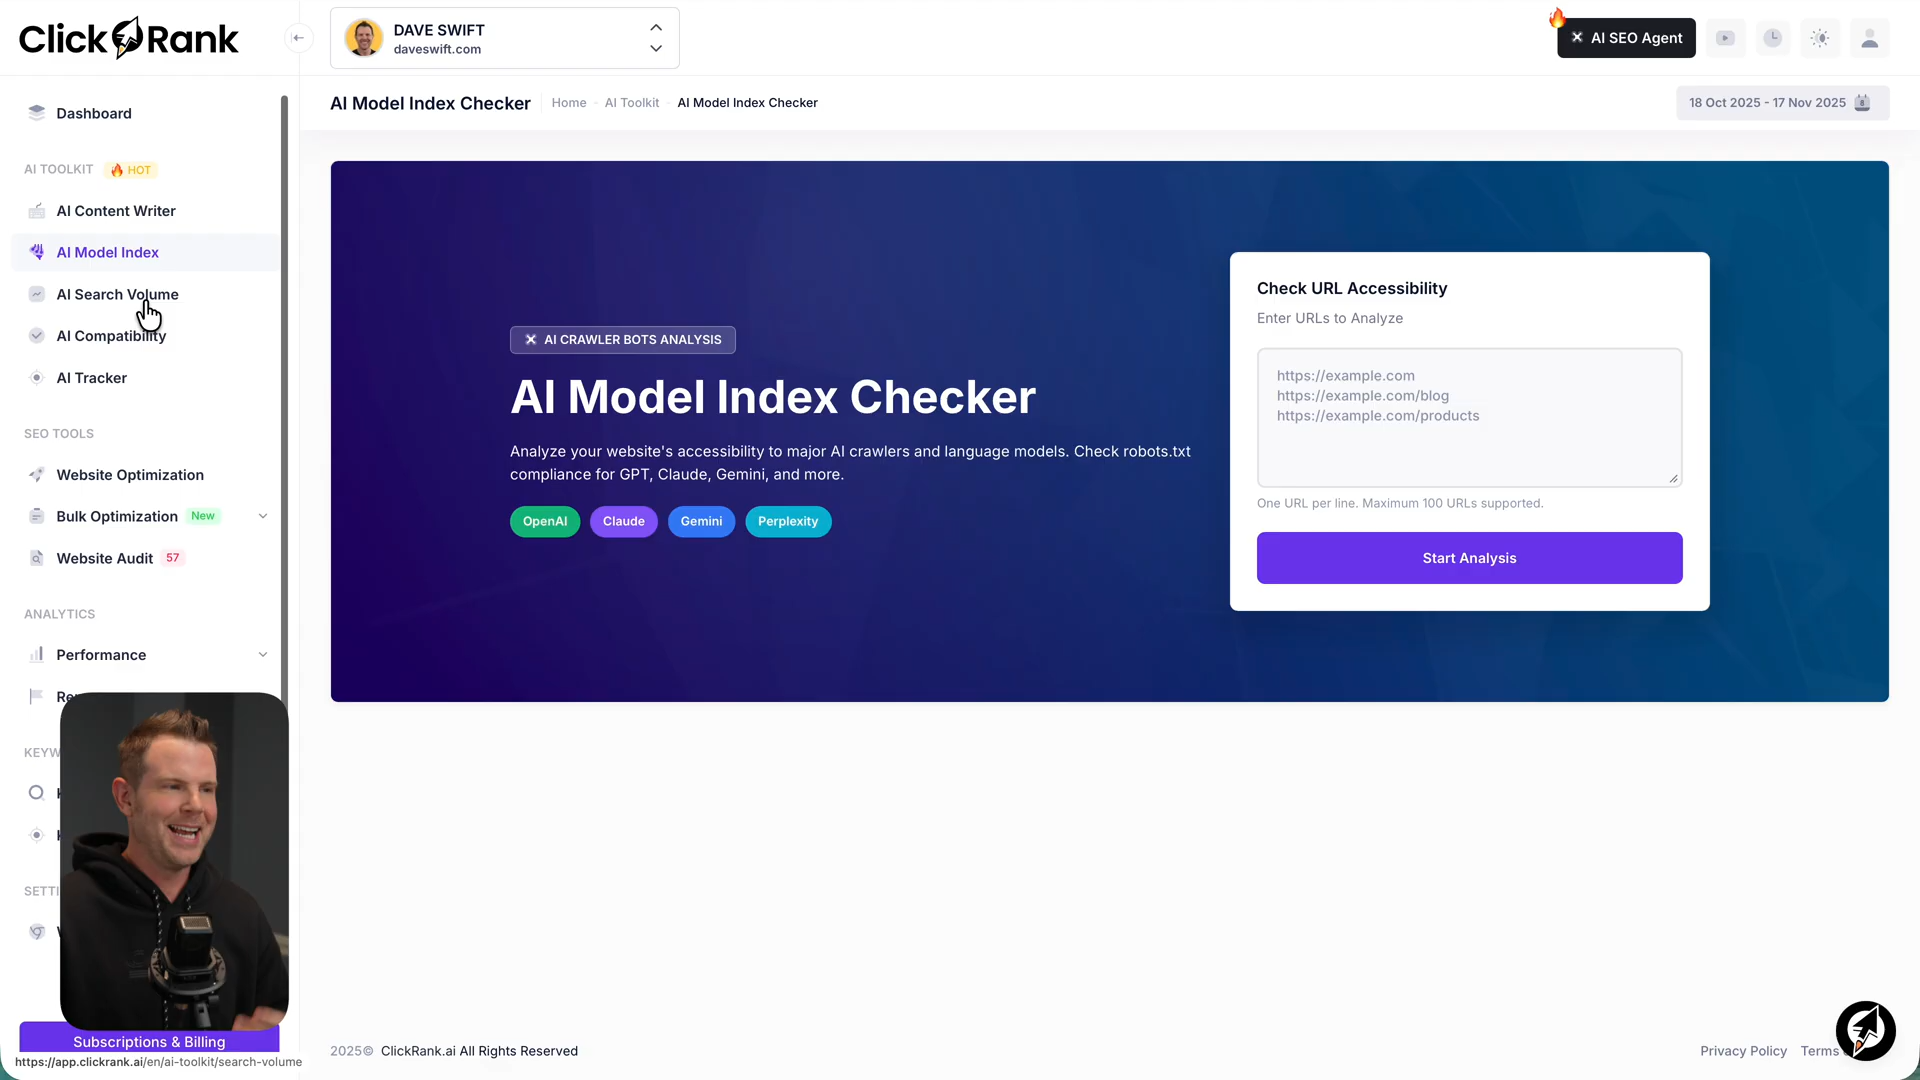 Click Rank
DAVE SWIFT
daveswift.com
AI SEO Agent
Dashboard
AI TOOLKIT
HOT
AI Content Writer
AI Model Index
AI Search Volume
AI Compatibility
AI Tracker
SEO TOOLS
Website Optimization
Bulk Optimization
New
Website Audit
57
ANALYTICS
Performance
Subscriptions & Billing
https://app.clickrank.ai/en/ai-toolkit/search-volume
AI Model Index Checker
Home - AI Toolkit - AI Model Index Checker
18 Oct 2025 - 17 Nov 2025
AI CRAWLER BOTS ANALYSIS
AI Model Index Checker
Analyze your website's accessibility to major AI crawlers and language models. Check robots.txt
compliance for GPT, Claude, Gemini, and more.
OpenAI
Claude
Gemini
Perplexity
Check URL Accessibility
Enter URLs to Analyze
https://example.com
https://example.com/blog
https://example.com/products
One URL per line. Maximum 100 URLs supported.
Start Analysis
2025© ClickRank.ai All Rights Reserved
Privacy Policy
Terms